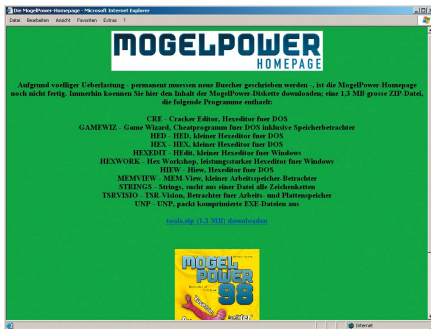 Die MogelPower-Homepage - Microsoft Internet Explorer
Datei Bearbeiten Ansicht Favoriten Extras ?
MOGELPOWER
HOMEPAGE
Aufgrund voelliger Ueberlastung - permanent muessen neue Buecher geschrieben werden -, ist die MogelPower-Homepage
noch nicht fertig. Immerhin koennen Sie hier den Inhalt der MogelPower-Diskette downloaden; eine 1,3 MB grosse ZIP-Datei,
die folgende Programme enthaelt:
CRE - Cracker Editor, Hexeditor fuer DOS
GAMEWIZ - Game Wizard, Cheatprogramm fuer DOS inklusive Speicherbetrachter
HED - HED, kleiner Hexeditor fuer DOS
HEX - HEX, kleiner Hexeditor fuer DOS
HEXEDIT - HEdit, kleiner Hexeditor fuer Windows
HEXWORK - Hex Workshop, leistungsstarker Hexeditor fuer Windows
HIEW - Hiew, Hexeditor fuer DOS
MEMVIEW - MEM-View, kleiner Arbeitsspeicher-Betrachter
STRINGS - Strings, sucht aus einer Datei alle Zeichenketten
TSRVISIO - TSR-Vision, Betrachter fuer Arbeits- und Plattenspeicher
UNP - UNP, packt komprimierte EXE-Dateien aus
tools.zip (1,3 MB) downloaden
MOGEL
POWER
98
Internet